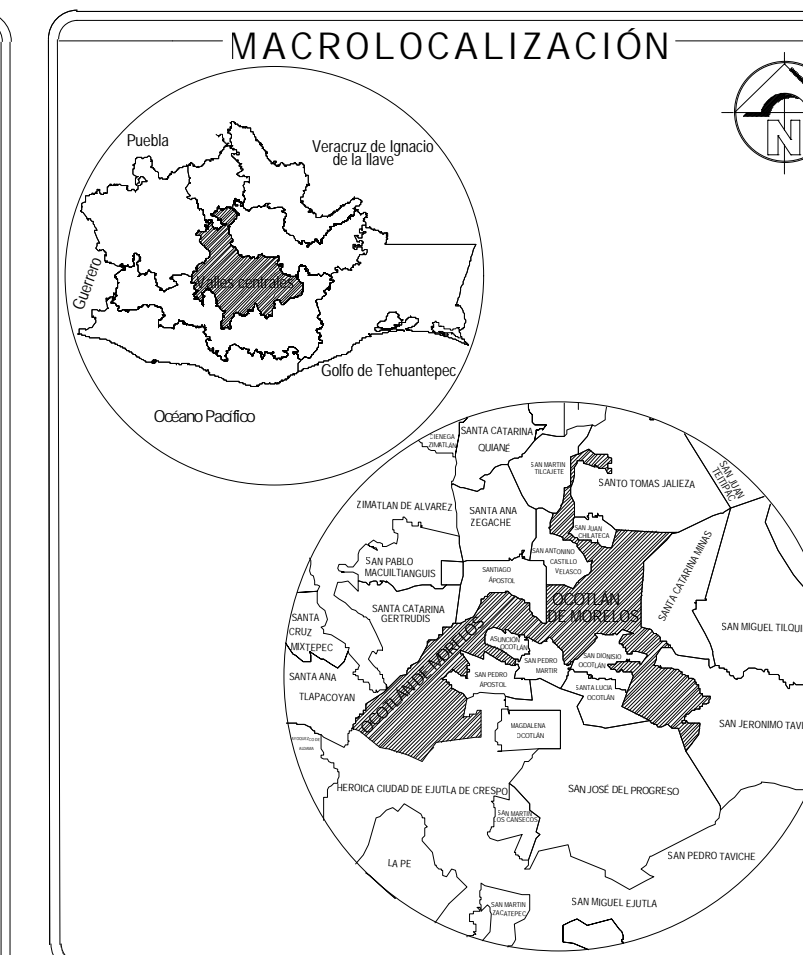 MACROLOCALIZACIÓN
N
Puebla
Veracruz de Ignacio
de la llave
Guerrero
Valles centrales
Golfo de Tehuantepec
Océano Pacífico
CIENEGA
ZIMATLÁN
SANTA CATARINA
QUIANÉ
SAN MARTIN
TILCAJETE
SANTO TOMAS JALIEZA
SAN JUAN
TEITIPAC
ZIMATLAN DE ALVAREZ
SANTA ANA
ZEGACHE
SAN JUAN
CHILATECA
SAN ANTONINO
CASTILLO
VELASCO
SAN PABLO
MACUILTIANGUIS
SANTIAGO
APOSTOL
SANTA CATARINA MINAS
OCOTLÁN
DE MORELOS
SANTA CATARINA
GERTRUDIS
SANTA
CRUZ
MIXTEPEC
OCOTLAN DE MORELOS
ASUNCIÓN
OCOTLÁN
SAN PEDRO
MARTIR
SAN DIONISIO
OCOTLÁN
SAN MIGUEL TILQUI
SANTA ANA
TLAPACOYAN
SAN PEDRO
APOSTOL
SANTA LUCIA
OCOTLÁN
MAGDALENA
OCOTLÁN
SAN JERONIMO TAVI
HEROICA CIUDAD DE EJUTLA DE CRESPO
SAN JOSÉ DEL PROGRESO
SAN MARTIN
LOS CANSECOS
LA PE
SAN PEDRO TAVICHE
SAN MARTIN
ZACATEPEC
SAN MIGUEL EJUTLA